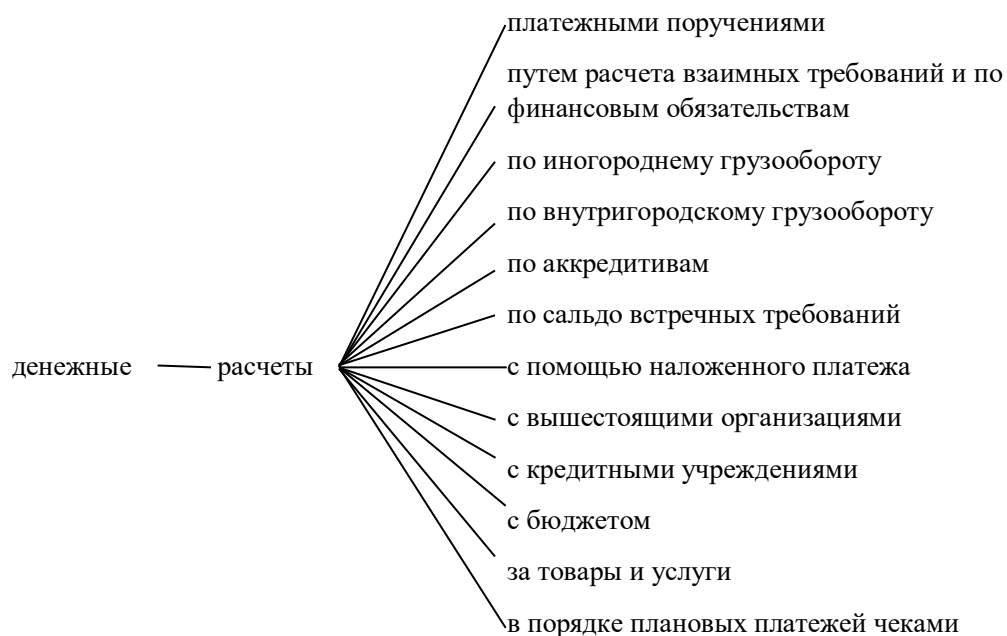 платежными поручениями
путем расчета взаимных требований и по
финансовым обязательствам
по иногороднему грузообороту
по внутригородскому грузообороту
по аккредитивам
по сальдо встречных требований
денежные расчеты с помощью наложенного платежа
с вышестоящими организациями
с кредитными учреждениями
с бюджетом
за товары и услуги
в порядке плановых платежей чеками